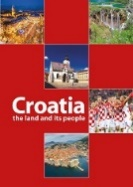 Croatia
the land and its people